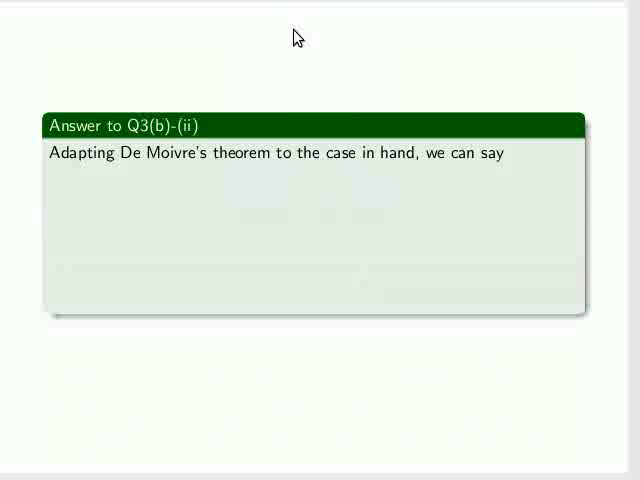 Answer to Q3(b)-(ii)
Adapting De Moivre's theorem to the case in hand, we can say